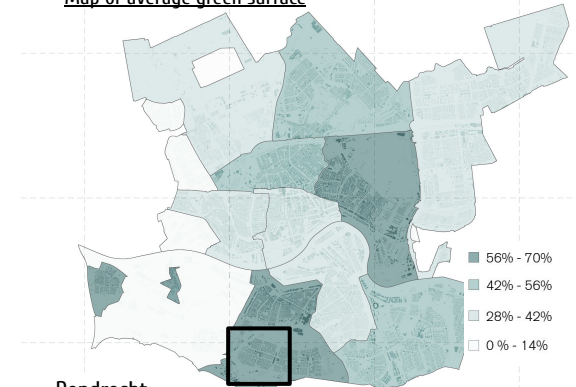 Map of average green surface
56% - 70%
42% - 56%
28% - 42%
0 % - 14%
Pendrecht